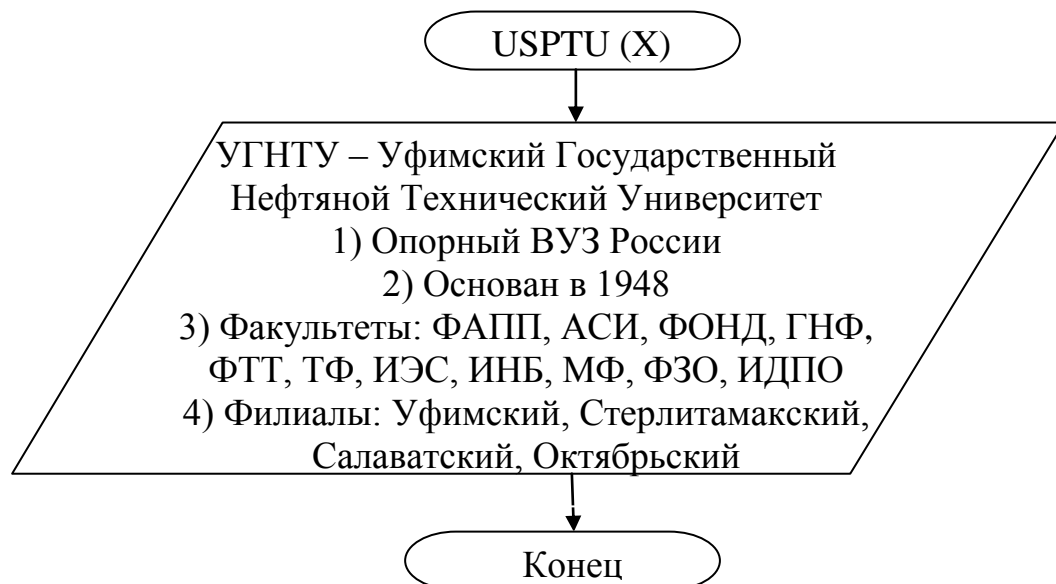 USPTU (X)
УГНТУ – Уфимский Государственный
Нефтяной Технический Университет
1) Опорный ВУЗ России
2) Основан в 1948
3) Факультеты: ФАПП, АСИ, ФОНД, ГНФ,
ФТТ, ТФ, ИЭС, ИНБ, МФ, ФЗО, ИДПО
4) Филиалы: Уфимский, Стерлитамакский,
Салаватский, Октябрьский
Конец